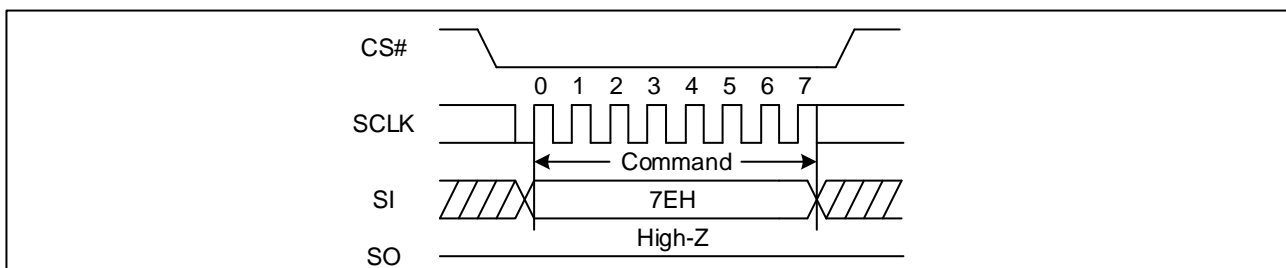 CS#
0 1 2 3 4 5 6 7
SCLK
Command
SI
7EH
High-Z
SO